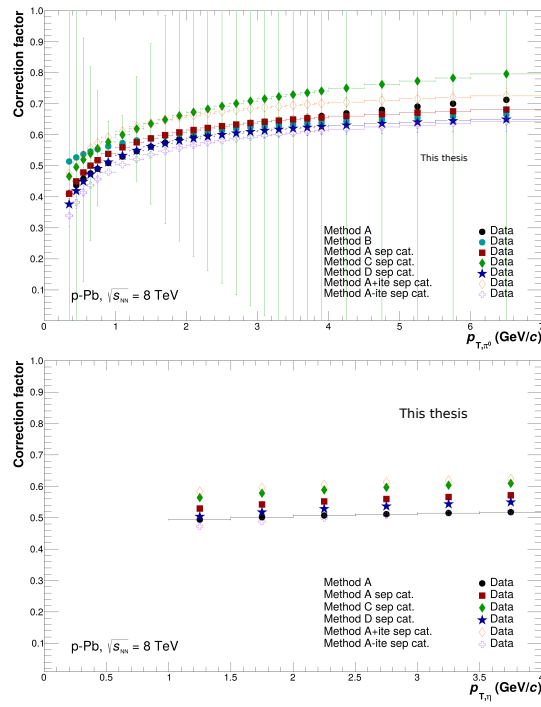 Correction factor
1.0
0.9
0.8
0.7
0.6
0.5
0.4
0.3
0.2
0.1
This thesis
Method A Data
Method B Data
Method A sep cat. Data
Method C sep cat. Data
Method D sep cat. Data
Method A+ite sep cat. Data
Method A-ite sep cat. Data
p-Pb, √sNN = 8 TeV
0 1 2 3 4 5 6 7
pT,π0 (GeV/c)
Correction factor
1.0
0.9
0.8
0.7
0.6
0.5
0.4
0.3
0.2
0.1
This thesis
Method A Data
Method A sep cat. Data
Method C sep cat. Data
Method D sep cat. Data
Method A+ite sep cat. Data
Method A-ite sep cat. Data
p-Pb, √sNN = 8 TeV
0 0.5 1 1.5 2 2.5 3 3.5 4
pT,η (GeV/c)